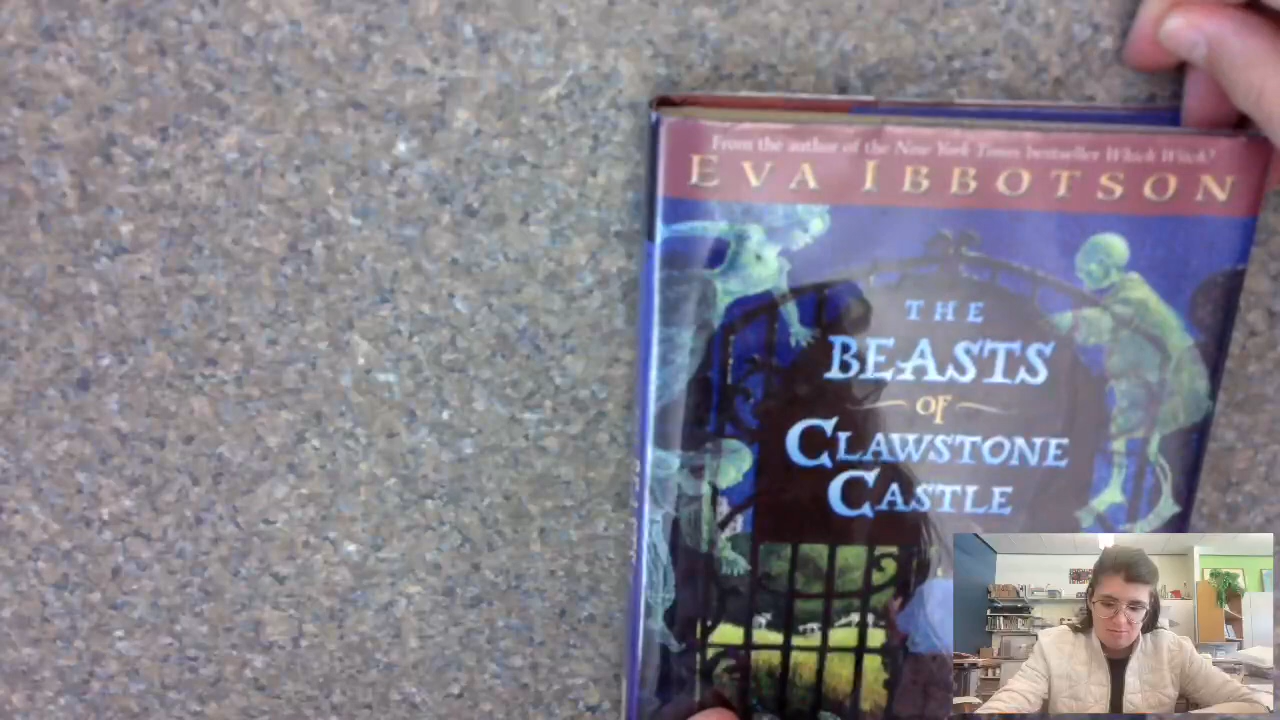 From the author of the New York Times bestseller Which Witch?
EVA IBBOTSON
THE
BEASTS
OF
CLAWSTONE
CASTLE